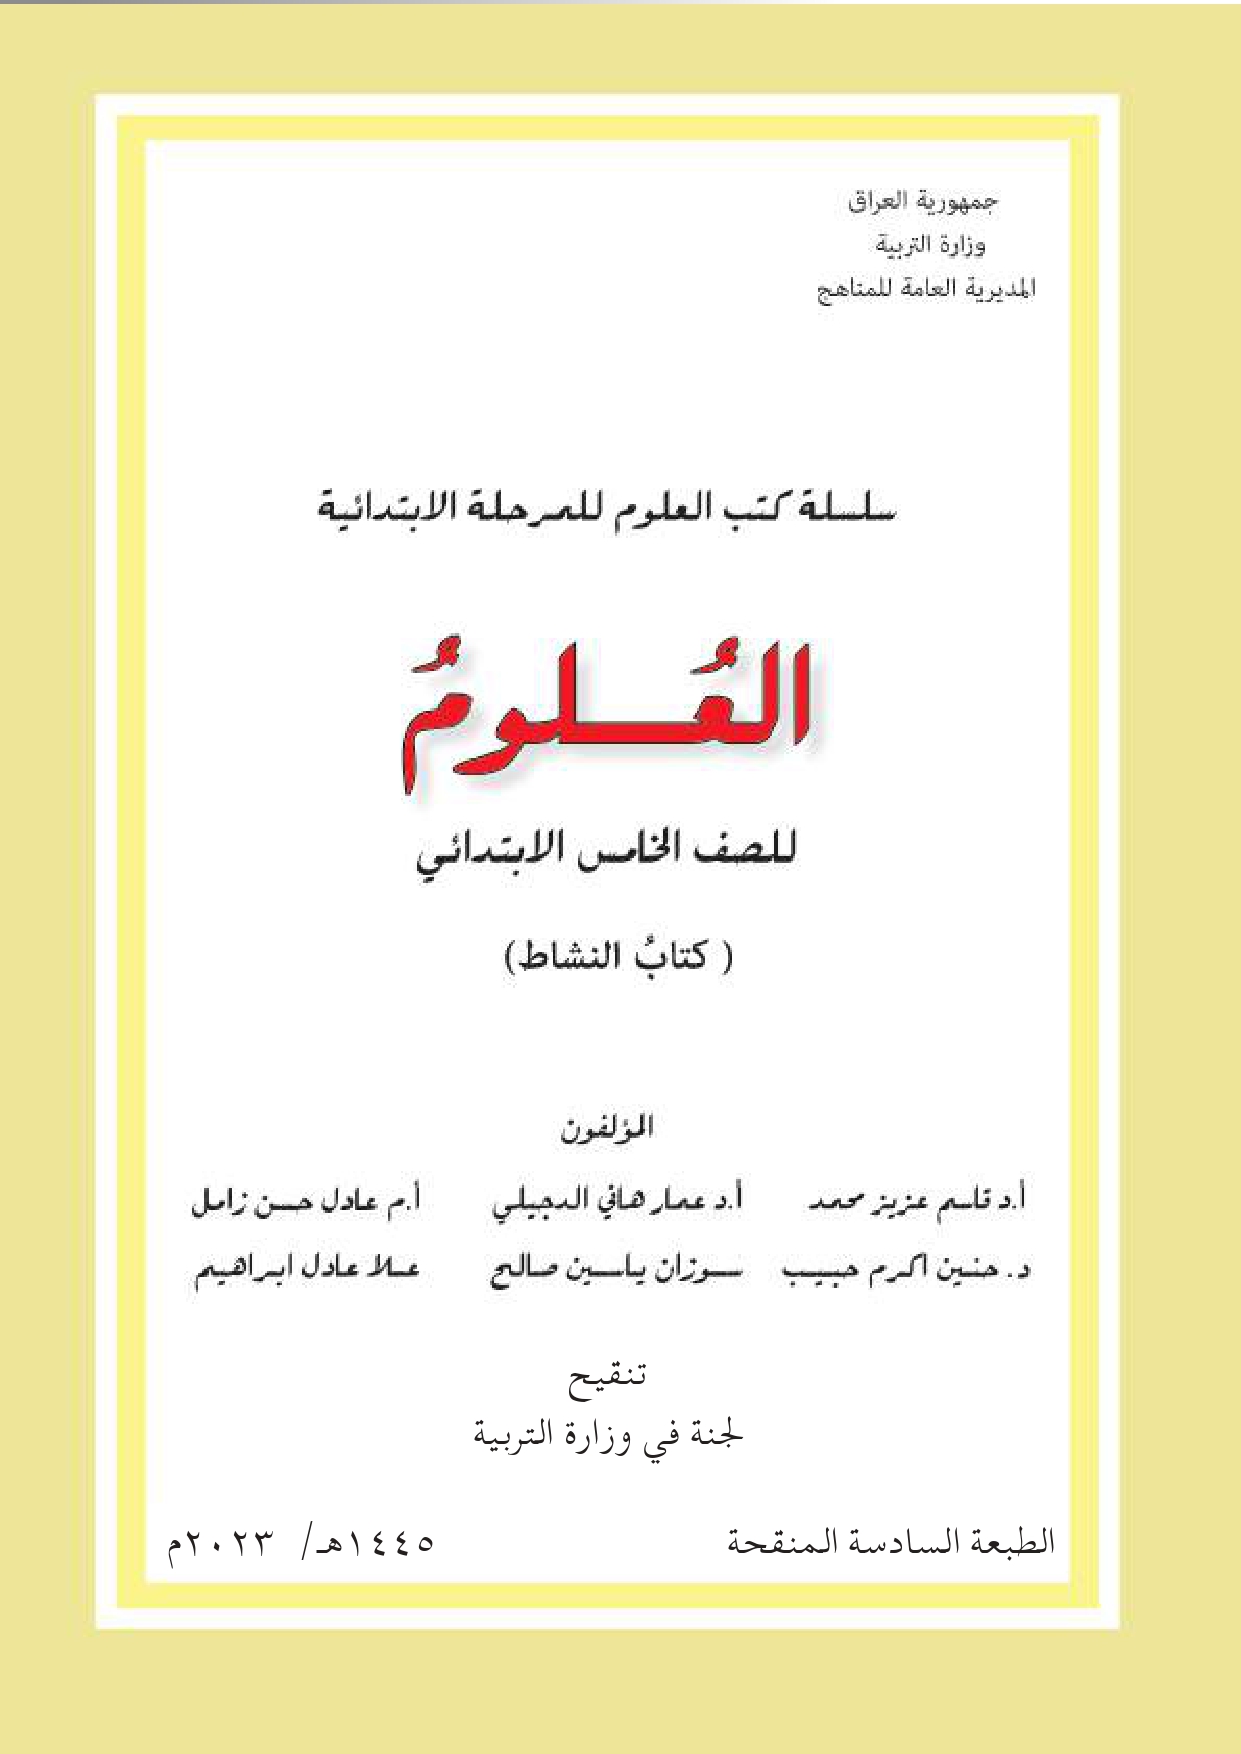 جمهورية العراق
وزارة التربية
المديرية العامة للمناهج
سلسلة كتب العلوم للمرحلة الابتدائية
العُـــلومُ
للصف الخامس الابتدائي
( كتابُ النشاط)
المؤلفون
أ.د قاسم عزيز محمد أ.د عمار هاني الدجيلي أ.م عادل حسن زامل
د. حنين اكرم حبيب سوزان ياسين صالح علا عادل ابراهيم
تنقيح
لجنة في وزارة التربية
الطبعة السادسة المنقحة ١٤٤٥هـ/ ٢٠٢٣م